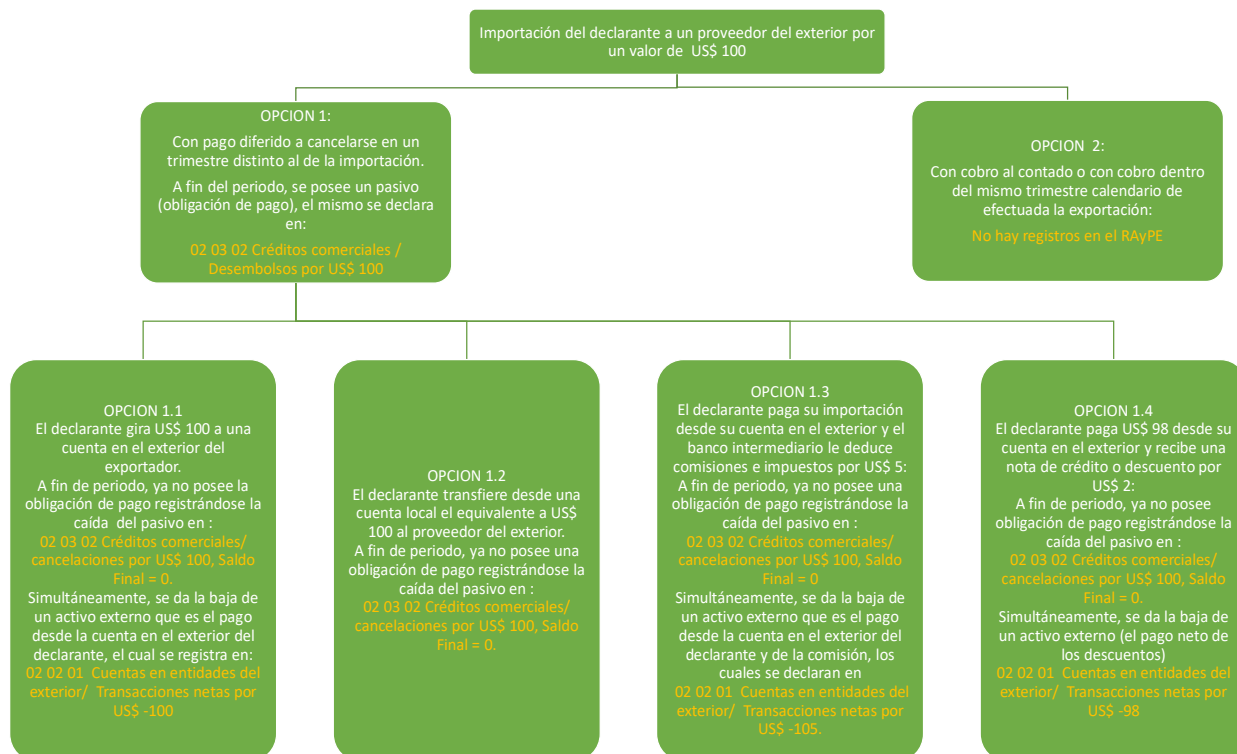 Importación del declarante a un proveedor del exterior por
un valor de US$ 100
OPCION 1:
Con pago diferido a cancelarse en un
trimestre distinto al de la importación.
A fin del periodo, se posee un pasivo
(obligación de pago), el mismo se declara
en:
02 03 02 Créditos comerciales /
Desembolsos por US$ 100
OPCION 2:
Con cobro al contado o con cobro dentro
del mismo trimestre calendario de
efectuada la exportación:
No hay registros en el RAyPE
OPCION 1.1
El declarante gira US$ 100 a una
cuenta en el exterior del
exportador.
A fin de periodo, ya no posee la
obligación de pago registrándose la
caída del pasivo en :
02 03 02 Créditos comerciales/
cancelaciones por US$ 100, Saldo
Final = 0.
Simultáneamente, se da la baja de
un activo externo que es el pago
desde la cuenta en el exterior del
declarante, el cual se registra en:
02 02 01 Cuentas en entidades del
exterior/ Transacciones netas por
US$ -100
OPCION 1.2
El declarante transfiere desde una
cuenta local el equivalente a US$
100 al proveedor del exterior.
A fin de periodo, ya no posee una
obligación de pago registrándose la
caída del pasivo en :
02 03 02 Créditos comerciales/
cancelaciones por US$ 100, Saldo
Final = 0.
OPCION 1.3
El declarante paga su importación
desde su cuenta en el exterior y el
banco intermediario le deduce
comisiones e impuestos por US$ 5:
A fin de periodo, ya no posee una
obligación de pago registrándose la
caída del pasivo en :
02 03 02 Créditos comerciales/
cancelaciones por US$ 100, Saldo
Final = 0
Simultáneamente, se da la baja de
un activo externo que es el pago
desde la cuenta en el exterior del
declarante y de la comisión, los
cuales se declaran en
02 02 01 Cuentas en entidades del
exterior/ Transacciones netas por
US$ -105.
OPCION 1.4
El declarante paga US$ 98 desde su
cuenta en el exterior y recibe una
nota de crédito o descuento por
US$ 2:
A fin de periodo, ya no posee
obligación de pago registrándose la
caída del pasivo en :
02 03 02 Créditos comerciales/
cancelaciones por US$ 100, Saldo
Final = 0.
Simultáneamente, se da la baja de
un activo externo (el pago neto de
los descuentos)
02 02 01 Cuentas en entidades del
exterior/ Transacciones netas por
US$ -98